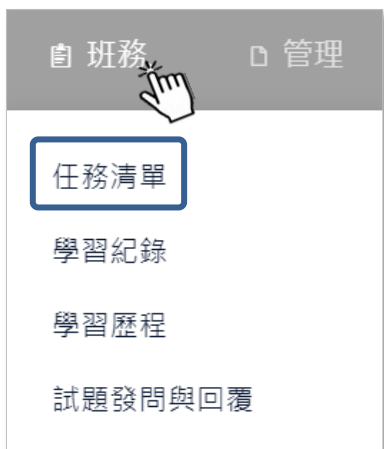 班務 管理
任務清單
學習紀錄
學習歷程
試題發問與回覆